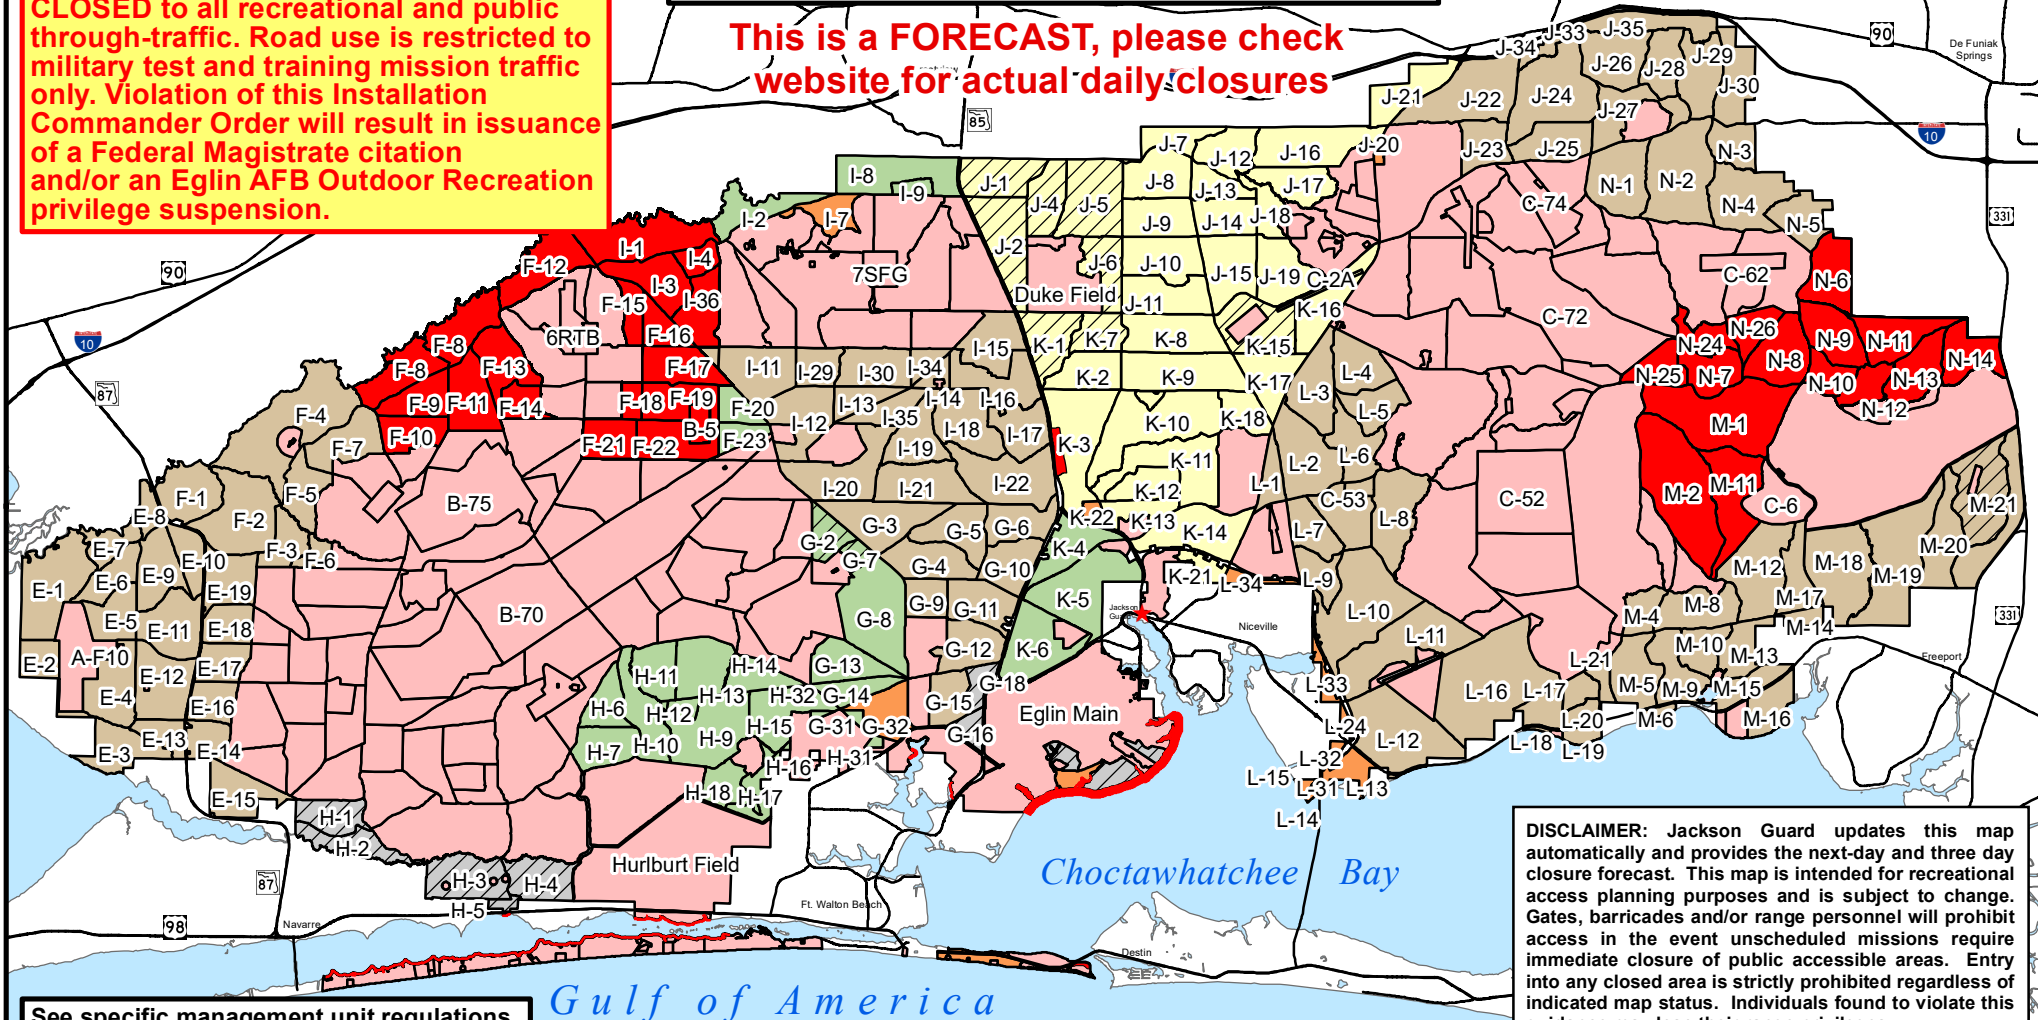 CLOSED to all recreational and public
through-traffic. Road use is restricted to
military test and training mission traffic
only. Violation of this Installation
Commander Order will result in issuance
of a Federal Magistrate citation
and/or an Eglin AFB Outdoor Recreation
privilege suspension.
This is a FORECAST, please check
website for actual daily closures
90
De Funiak
Springs
10
331
85
90
10
87
J-33 J-35
J-34
J-29
J-26 J-28
J-30
J-21 J-22 J-24
J-27
J-7 J-12 J-16 J-20 J-23 J-25
N-3
I-8 I-9 J-1 J-8 J-13 J-17
N-1 N-2
I-2 I-7 J-4 J-5 J-9 J-14 J-18 C-74 N-4
N-5
I-1 I-4 J-2
F-12 7SFG J-6 J-10 J-15 J-19 C-2A C-62 N-6
I-3 I-36
F-15 Duke Field J-11 K-16 C-72
6RTB F-16 K-1 K-7 K-8 K-15 N-26
N-24 N-8 N-9 N-11 N-14
F-8
F-8 F-13 F-17 I-11 I-29 I-30 I-34 I-15 K-2 K-9 K-17 L-4 L-3
N-25 N-7 N-10 N-13
F-9 F-11 F-14 F-18 F-19 F-20 I-13 I-14 I-16 L-5 N-12
F-4 F-10 B-5 I-12 I-35 I-18 I-17 K-10 K-18 M-1
F-7 F-21 F-22 F-23 I-19 K-3 K-11 L-2 L-6
F-1 F-5 B-75 I-20 I-21 I-22 K-12 L-1 C-53 C-52 M-2 M-11 C-6 M-21
E-8 F-2 G-3 G-5 G-6 K-22 K-13 K-14 L-7 L-8
E-7 F-3 F-6 G-2 G-7 K-4 M-20
E-1 E-6 E-9 E-10 G-4 G-10 K-21 L-34 L-9 M-12 M-18 M-19
E-19 K-5
Jackson
Guard
E-5 E-11 E-18 B-70 G-8 G-9 G-11 Niceville L-10 M-4 M-8 M-17
M-14
331
E-2 A-F10 E-12 E-17 H-11 H-14 G-13 G-12 K-6 L-11 L-21 M-10 M-13 Freeport
E-4 E-16 H-6 H-12 H-13 H-32 G-14 G-15 G-18 L-33 L-16 L-17 M-5 M-9 M-15
E-3 E-13 E-14 H-7 H-10 H-9 H-15 G-31 G-32 G-16 Eglin Main L-24 L-12 L-18 L-20 L-19 M-6 M-16
H-16 H-31 L-32
E-15 H-18 H-17 L-15 L-31 L-13
H-1 L-14
H-2
Hurlburt Field
87
H-3 H-4
H-5
Choctawhatchee Bay
Ft. Walton Beach
98
Navarre
Destin
Gulf of America
DISCLAIMER: Jackson Guard updates this map
automatically and provides the next-day and three day
closure forecast. This map is intended for recreational
access planning purposes and is subject to change.
Gates, barricades and/or range personnel will prohibit
access in the event unscheduled missions require
immediate closure of public accessible areas. Entry
into any closed area is strictly prohibited regardless of
indicated map status. Individuals found to violate this
See specific management unit regulations